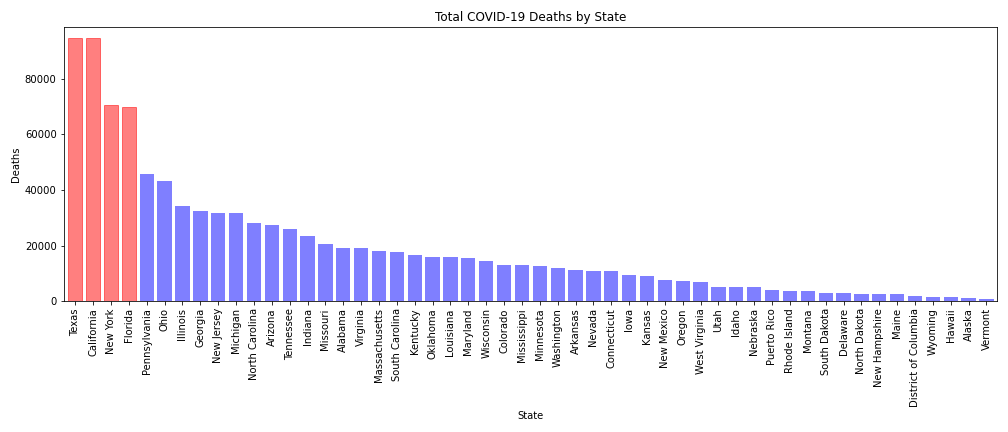 Total COVID-19 Deaths by State
Deaths
80000
60000
40000
20000
0
Texas
California
New York
Florida
Pennsylvania
Ohio
Illinois
Georgia
New Jersey
Michigan
North Carolina
Arizona
Tennessee
Indiana
Missouri
Alabama
Virginia
Massachusetts
South Carolina
Kentucky
Oklahoma
Louisiana
Maryland
Wisconsin
Colorado
Mississippi
Minnesota
Washington
Arkansas
Nevada
Connecticut
Iowa
Kansas
New Mexico
Oregon
West Virginia
Utah
Idaho
Nebraska
Puerto Rico
Rhode Island
Montana
South Dakota
Delaware
North Dakota
New Hampshire
Maine
District of Columbia
Wyoming
Hawaii
Alaska
Vermont
State